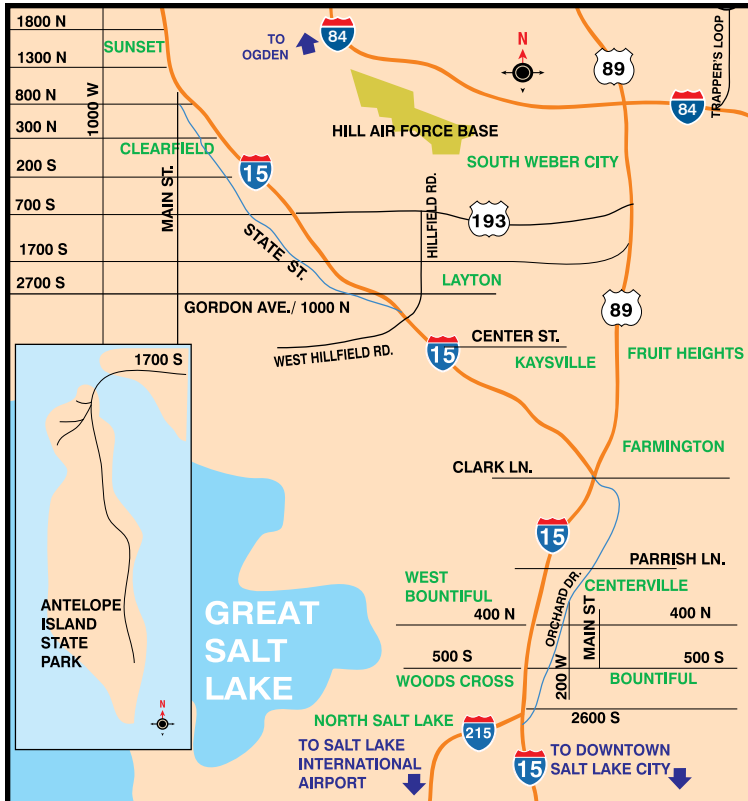 1800 N
SUNSET
1300 N
800 N
300 N
200 S
700 S
1700 S
2700 S
1000 W
MAIN ST.
CLEARFIELD
15
STATE ST.
TO
OGDEN
84
N
89
84
TRAPPER'S LOOP
HILL AIR FORCE BASE
SOUTH WEBER CITY
HILLFIELD RD.
193
LAYTON
GORDON AVE./ 1000 N
WEST HILLFIELD RD.
15
CENTER ST.
KAYSVILLE
89
FRUIT HEIGHTS
FARMINGTON
CLARK LN.
15
PARRISH LN.
ORCHARD DR.
CENTERVILLE
WEST
BOUNTIFUL
400 N
MAIN ST
400 N
500 S
200 W
500 S
WOODS CROSS
BOUNTIFUL
2600 S
NORTH SALT LAKE
215
TO SALT LAKE
INTERNATIONAL
AIRPORT
15
TO DOWNTOWN
SALT LAKE CITY
1700 S
ANTELOPE
ISLAND
STATE
PARK
N
GREAT
SALT
LAKE